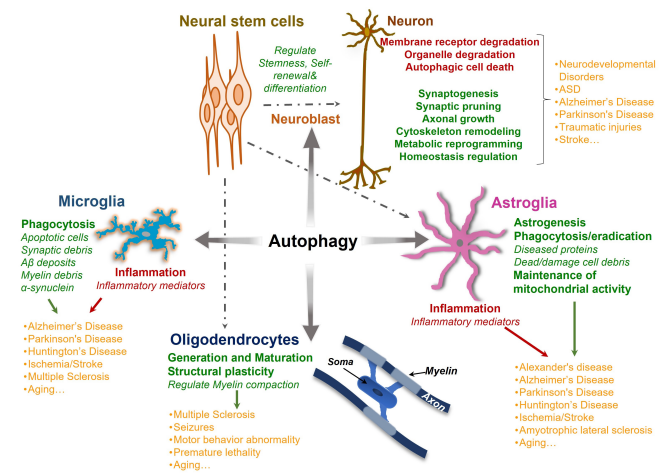 Neural stem cells
Neuron
Regulate
Stemness, Self-
renewal&
differentiation
Neuroblast
Membrane receptor degradation
Organelle degradation
Autophagic cell death
Synaptogenesis
Synaptic pruning
Axonal growth
Cytoskeleton remodeling
Metabolic reprogramming
Homeostasis regulation
•Neurodevelopmental
Disorders
•ASD
•Alzheimer's Disease
•Parkinson's Disease
•Traumatic injuries
•Stroke…
Microglia
Phagocytosis
Apoptotic cells
Synaptic debris
Aβ deposits
Myelin debris
α-synuclein
Inflammation
Inflammatory mediators
•Alzheimer's Disease
•Parkinson's Disease
•Huntington's Disease
•Ischemia/Stroke
•Multiple Sclerosis
•Aging…
Autophagy
Astroglia
Astrogenesis
Phagocytosis/eradication
Diseased proteins
Dead/damage cell debris
Maintenance of
mitochondrial activity
Inflammation
Inflammatory mediators
•Alexander's disease
•Alzheimer's Disease
•Parkinson's Disease
•Huntington's Disease
•Ischemia/Stroke
•Amyotrophic lateral sclerosis
•Aging…
Oligodendrocytes
Generation and Maturation
Structural plasticity
Regulate Myelin compaction
•Multiple Sclerosis
•Seizures
•Motor behavior abnormality
•Premature lethality
•Aging…
Soma
Myelin
Axon